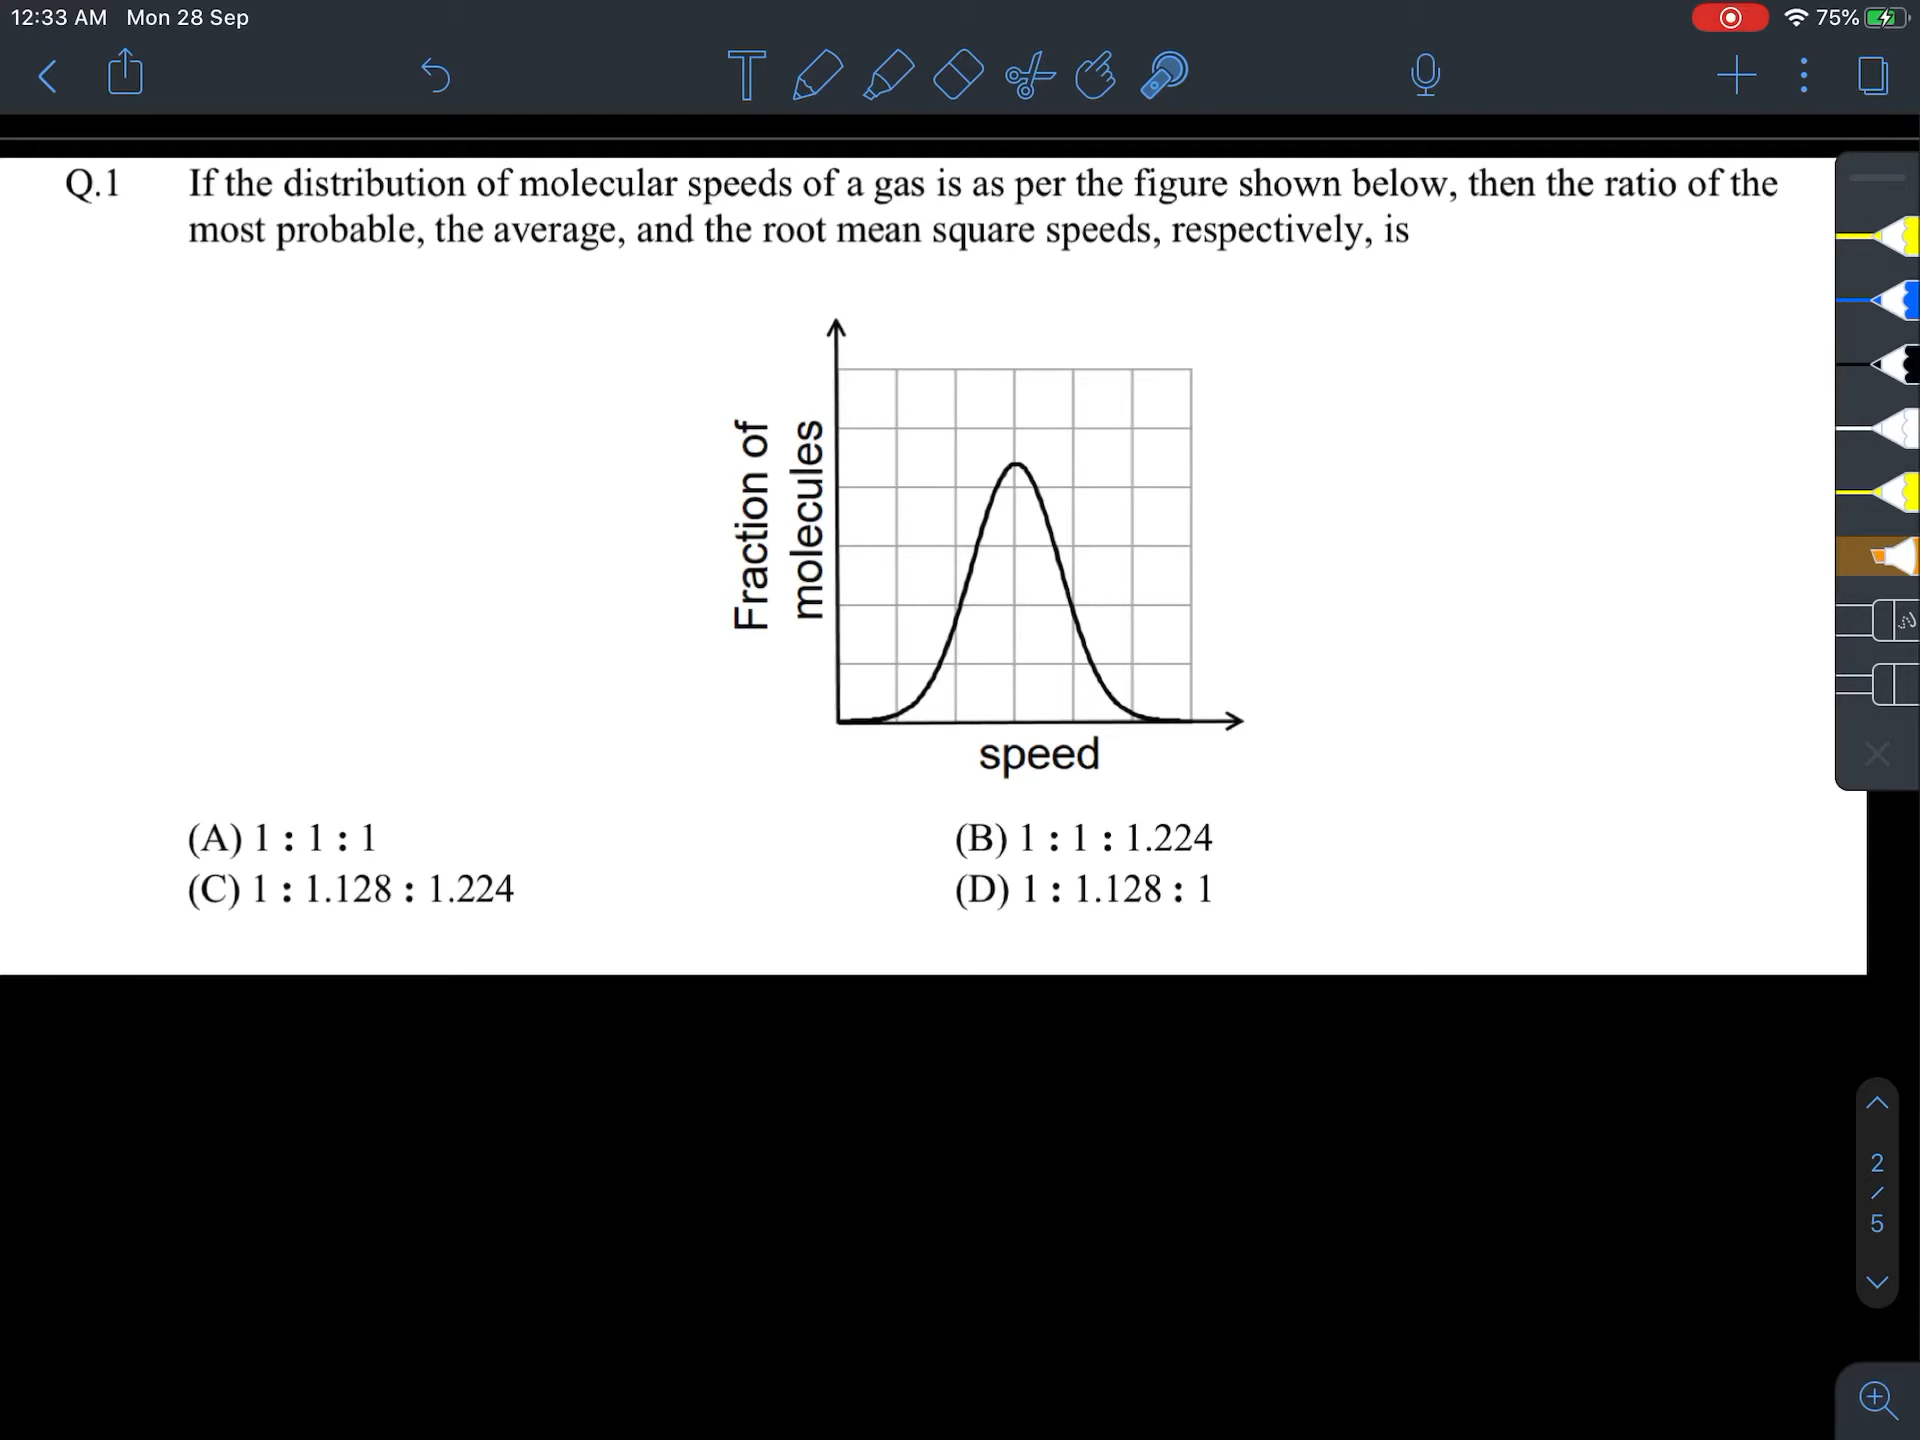 12:33 AM Mon 28 Sep
75%
Q.1 If the distribution of molecular speeds of a gas is as per the figure shown below, then the ratio of the
most probable, the average, and the root mean square speeds, respectively, is
Fraction of
molecules
speed
(A) 1 : 1 : 1 (B) 1 : 1 : 1.224
(C) 1 : 1.128 : 1.224 (D) 1 : 1.128 : 1
2
/
5